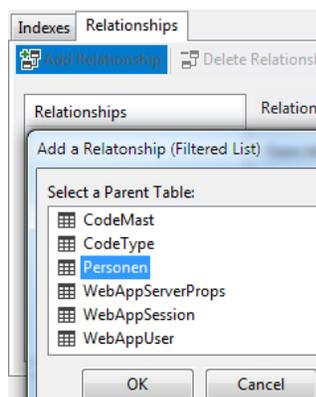 Indexes Relationships
Add Relationship Delete Relations
Relationships Relation
Add a Relatonship (Filtered List)
Select a Parent Table:
CodeMast
CodeType
Personen
WebAppServerProps
WebAppSession
WebAppUser
OK Cancel